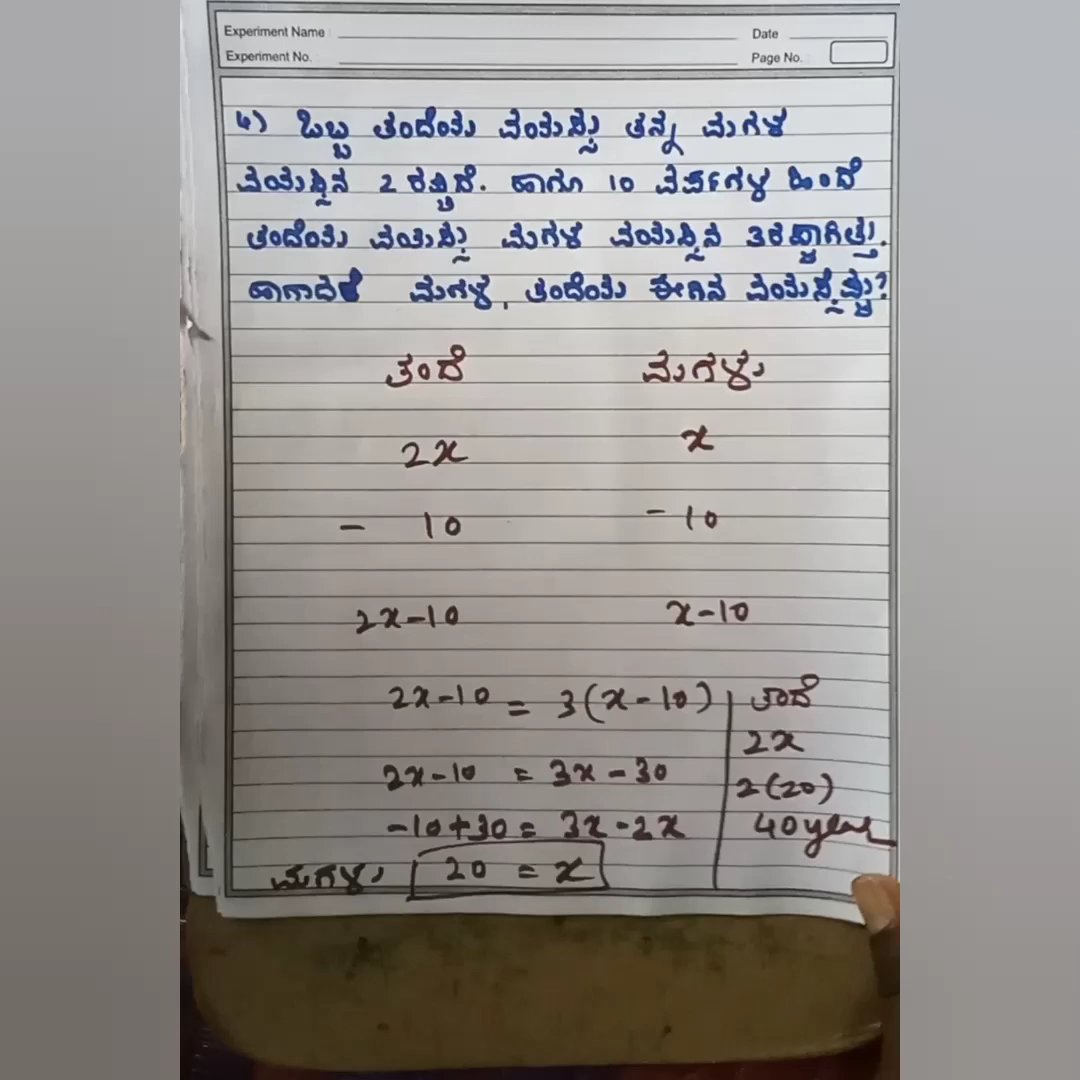 Experiment Name
Date
Experiment No.
Page No.
4) ಒಬ್ಬ ತಂದೆಯ ವಯಸ್ಸು ತನ್ನ ಮಗಳ
ವಯಸ್ಸಿನ 2 ರಷ್ಟಿದೆ. ಹಾಗೂ 10 ವರ್ಷಗಳ ಹಿಂದೆ
ತಂದೆಯ ವಯಸ್ಸು ಮಗಳ ವಯಸ್ಸಿನ 3ರಷ್ಟಾಗಿತ್ತು.
ಹಾಗಾದರೆ ಮಗಳ, ತಂದೆಯ ಈಗಿನ ವಯಸ್ಸೆಷ್ಟು?
ತಂದೆ ಮಗಳು
2x x
- 10 -10
2x-10 x-10
2x-10 = 3(x-10) ತಂದೆ
2x
2x-10 = 3x-30 2(20)
-10+30 = 3x-2x 40 year
ಮಗಳು 20 = x